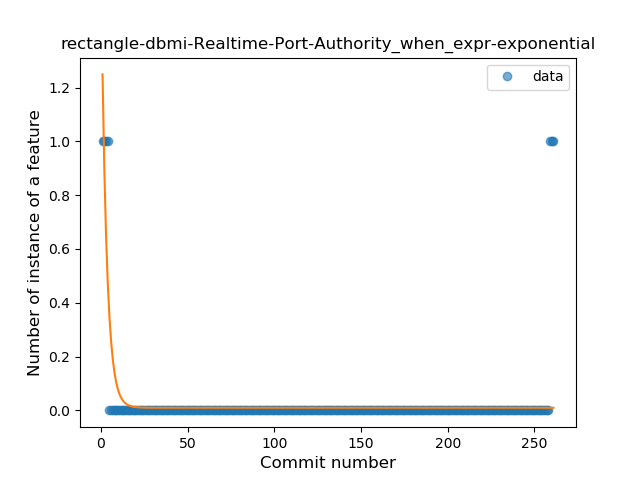 rectangle-dbmi-Realtime-Port-Authority_when_expr-exponential
data
Number of instance of a feature
1.2
1.0
0.8
0.6
0.4
0.2
0.0
0 50 100 150 200 250
Commit number